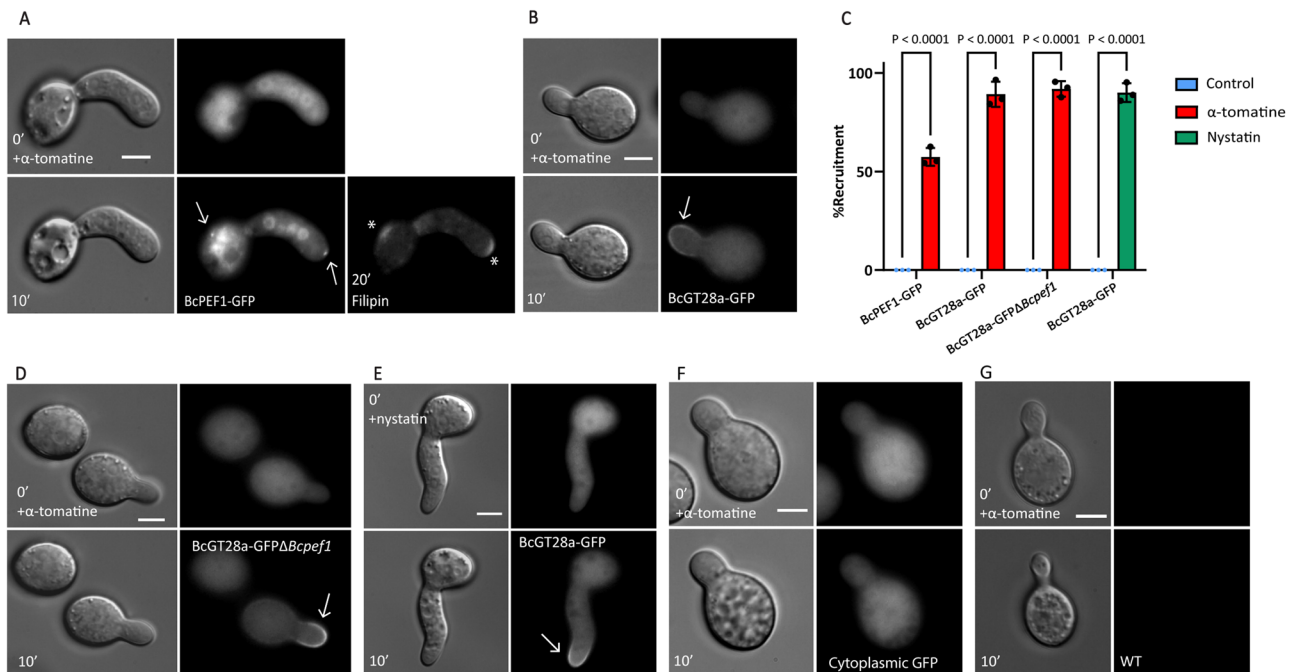 A
0'
+α-tomatine
10'
BcPEF1-GFP
*
*
20'
Filipin
B
0'
+α-tomatine
10'
BcGT28a-GFP
C
P < 0.0001 P < 0.0001 P < 0.0001 P < 0.0001
100
50
0
%Recruitment
BcPEF1-GFP
BcGT28a-GFP
BcGT28a-GFPΔBcpef1
BcGT28a-GFP
Control
α-tomatine
Nystatin
D
0'
+α-tomatine
BcGT28a-GFPΔBcpef1
10'
E
0'
+nystatin
BcGT28a-GFP
10'
F
0'
+α-tomatine
10'
Cytoplasmic GFP
G
0'
+α-tomatine
10'
WT